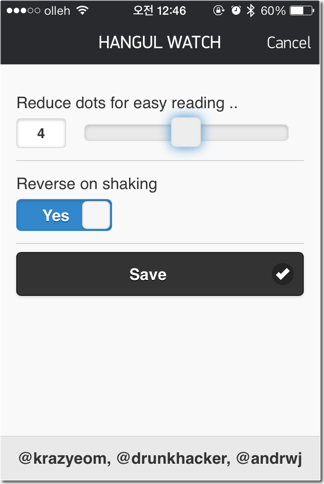 olleh 오전 12:46 60%
HANGUL WATCH Cancel
Reduce dots for easy reading ..
4
Reverse on shaking
Yes
Save
@krazyeom, @drunkhacker, @andrwj